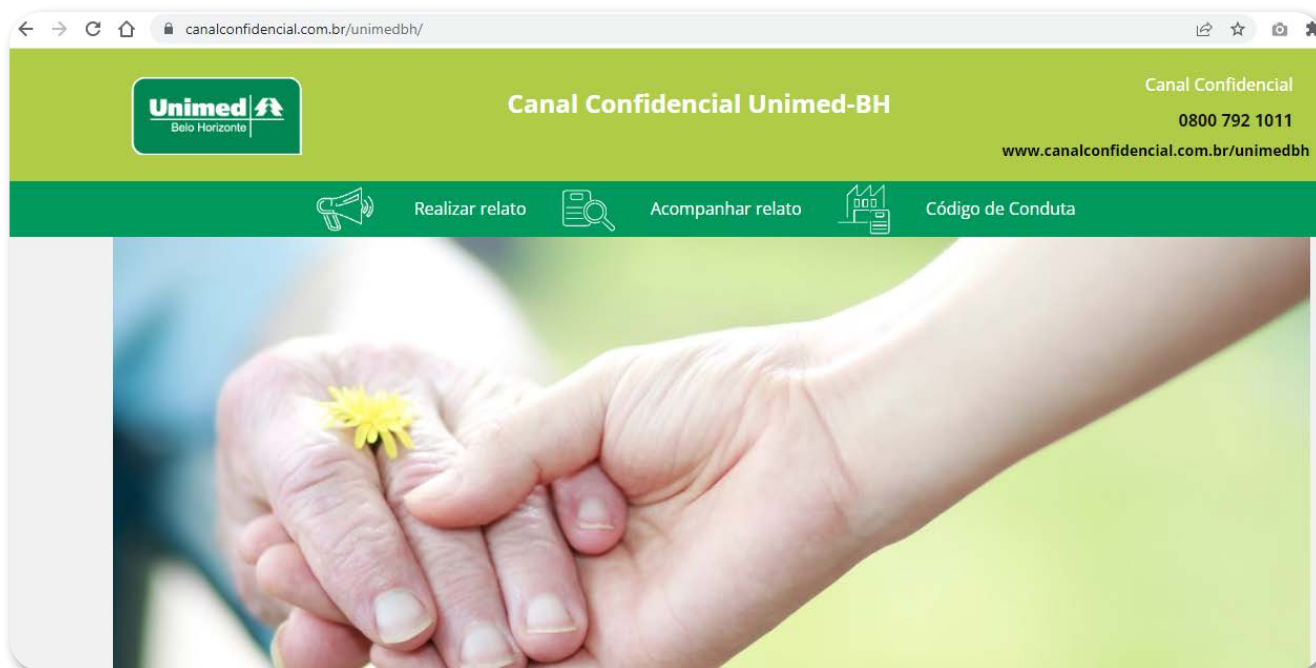 canalconfidencial.com.br/unimedbh/
Unimed
Belo Horizonte
Canal Confidencial Unimed-BH
Canal Confidencial
0800 792 1011
www.canalconfidencial.com.br/unimedbh
Realizar relato
Acompanhar relato
Código de Conduta